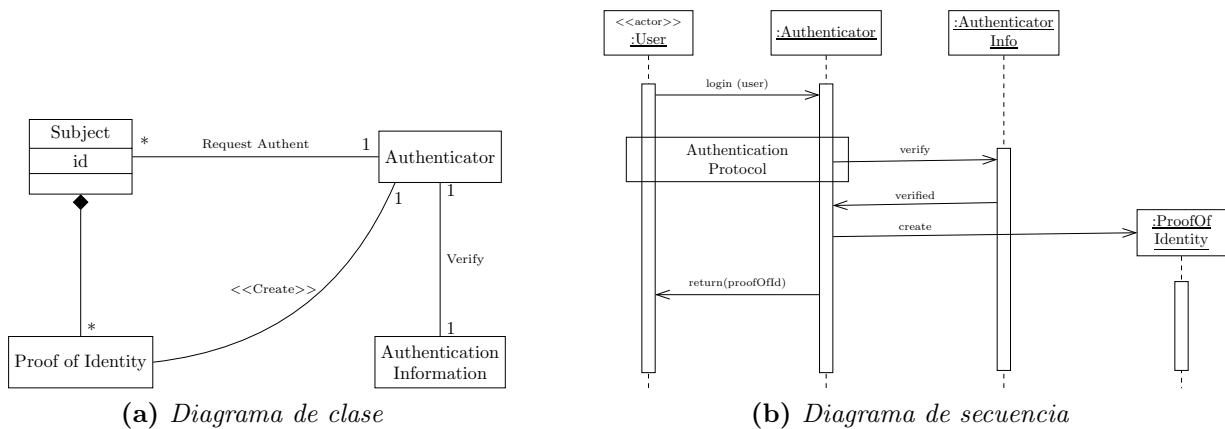 Subject
id
*
Request Authent
1
Authenticator
1
1
Verify
<<Create>>
*
1
Proof of Identity
Authentication
Information
(a) Diagrama de clase
<<actor>>
:User
:Authenticator
:Authenticator
Info
login (user)
Authentication
Protocol
verify
verified
create
:ProofOf
Identity
return(proofOfId)
(b) Diagrama de secuencia